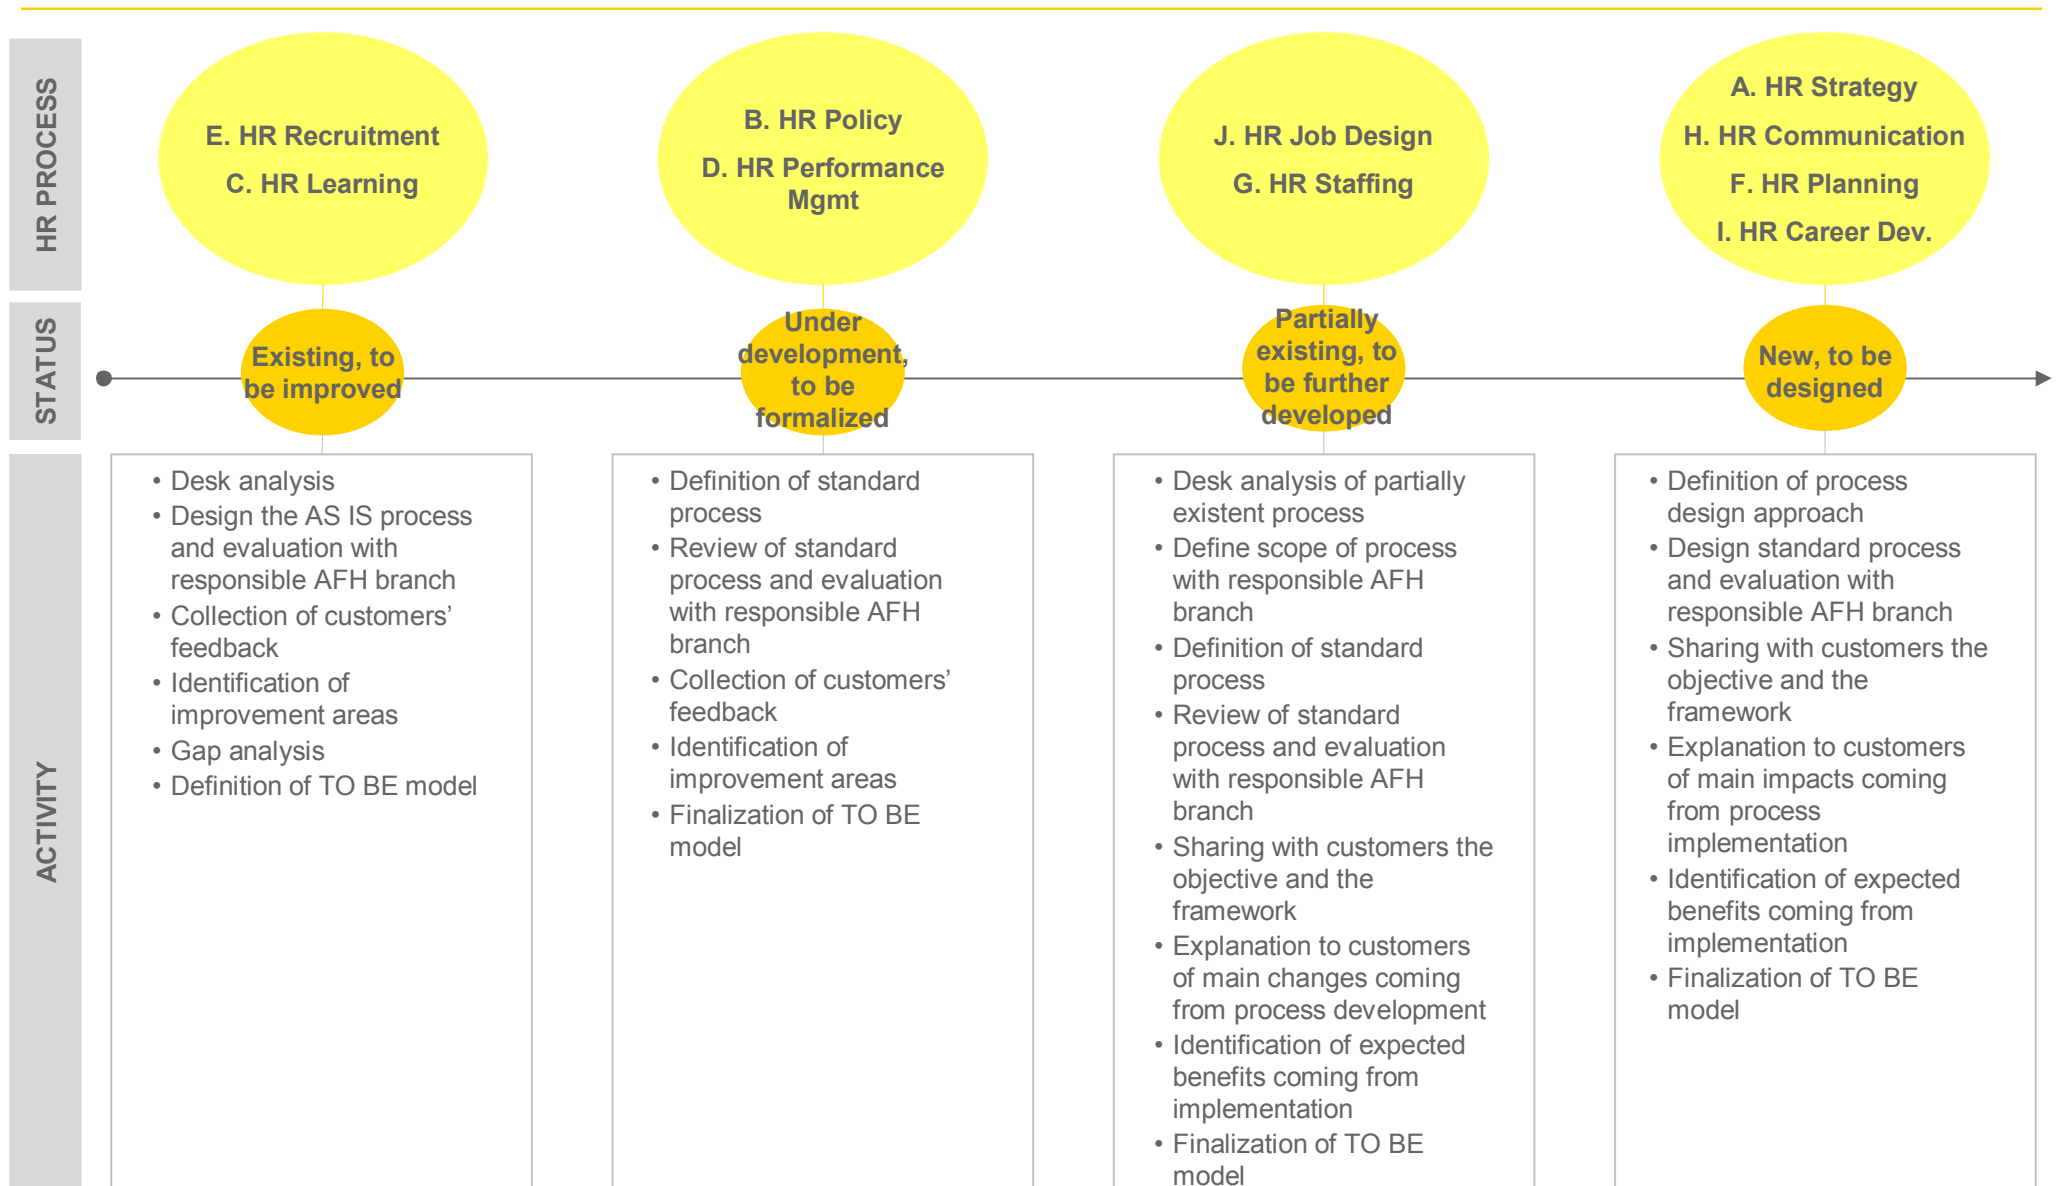 HR PROCESS
E. HR Recruitment
C. HR Learning
B. HR Policy
D. HR Performance
Mgmt
J. HR Job Design
G. HR Staffing
A. HR Strategy
H. HR Communication
F. HR Planning
I. HR Career Dev.
STATUS
Existing, to
be improved
Under
development,
to be
formalized
Partially
existing, to
be further
developed
New, to be
designed
ACTIVITY
• Desk analysis
• Design the AS IS process
and evaluation with
responsible AFH branch
• Collection of customers’
feedback
• Identification of
improvement areas
• Gap analysis
• Definition of TO BE model
• Definition of standard
process
• Review of standard
process and evaluation
with responsible AFH
branch
• Collection of customers’
feedback
• Identification of
improvement areas
• Finalization of TO BE
model
• Desk analysis of partially
existent process
• Define scope of process
with responsible AFH
branch
• Definition of standard
process
• Review of standard
process and evaluation
with responsible AFH
branch
• Sharing with customers the
objective and the
framework
• Explanation to customers
of main changes coming
from process development
• Identification of expected
benefits coming from
implementation
• Finalization of TO BE
model
• Definition of process
design approach
• Design standard process
and evaluation with
responsible AFH branch
• Sharing with customers the
objective and the
framework
• Explanation to customers
of main impacts coming
from process
implementation
• Identification of expected
benefits coming from
implementation
• Finalization of TO BE
model